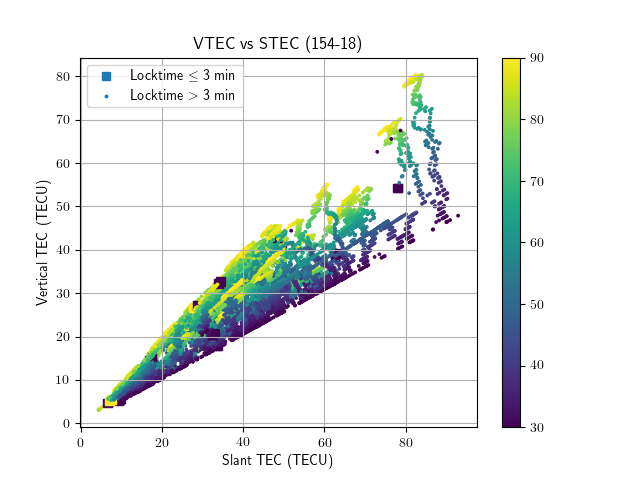 VTEC vs STEC (154-18)
Locktime ≤ 3 min
Locktime > 3 min
Vertical TEC (TECU)
80
70
60
50
40
30
20
10
0
0 20 40 60 80
Slant TEC (TECU)
90
80
70
60
50
40
30